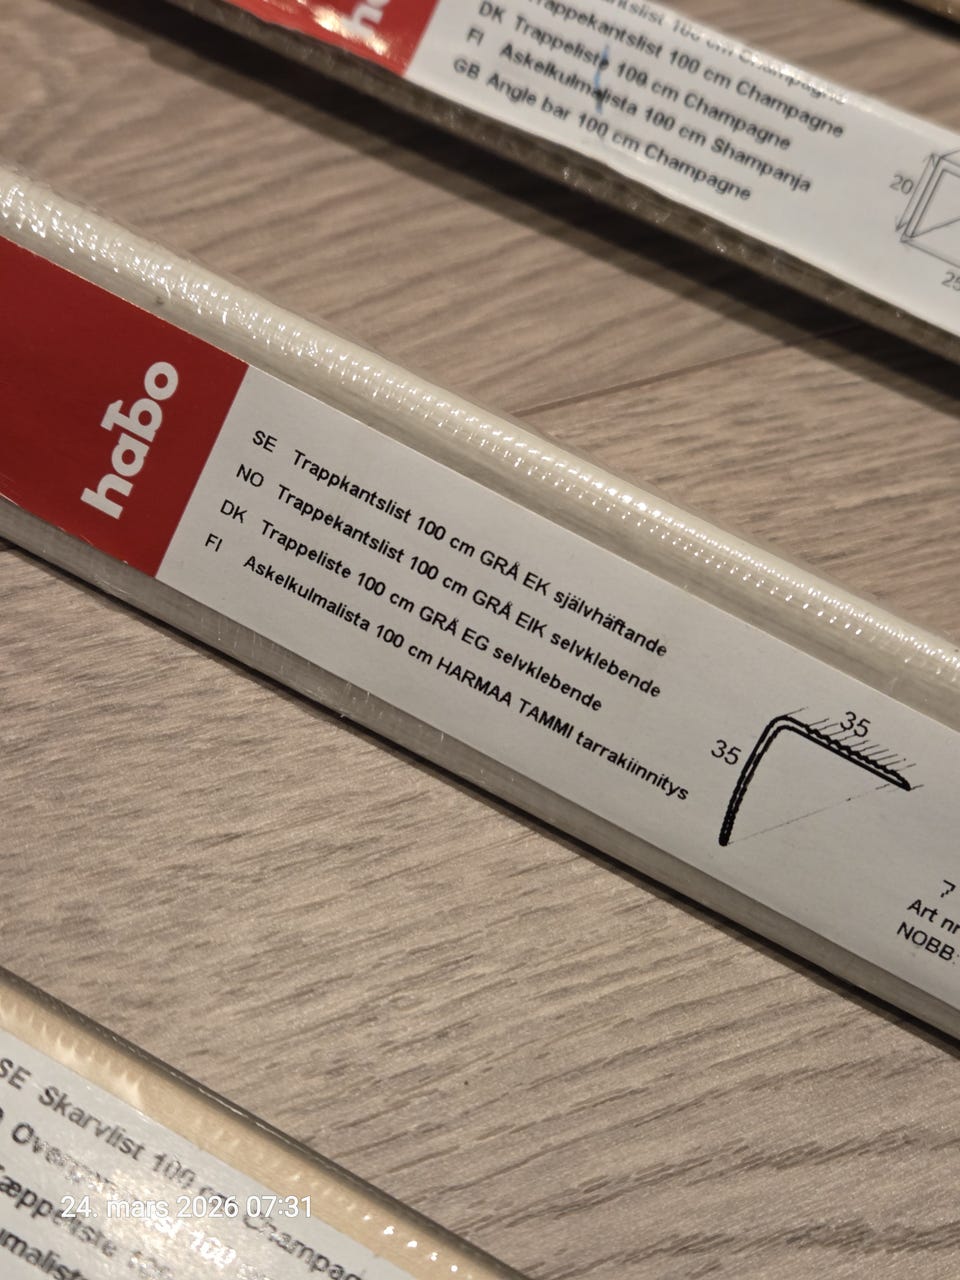 Trappekantslist 100 cm Champagne
DK Trappeliste 100 cm Champagne
FI Askelkulmalista 100 cm Shampanja
GB Angle bar 100 cm Champagne
20
25
habo
SE Trappkantslist 100 cm GRÅ EK självhäftande
NO Trappekantslist 100 cm GRÅ EIK selvklebende
DK Trappeliste 100 cm GRÅ EG selvklebende
FI Askelkulmalista 100 cm HARMAA TAMMI tarrakiinnitys
35
35
7
Art nr
NOBB:
SE Skarvlist 100 cm
24. mars 2026 07:31